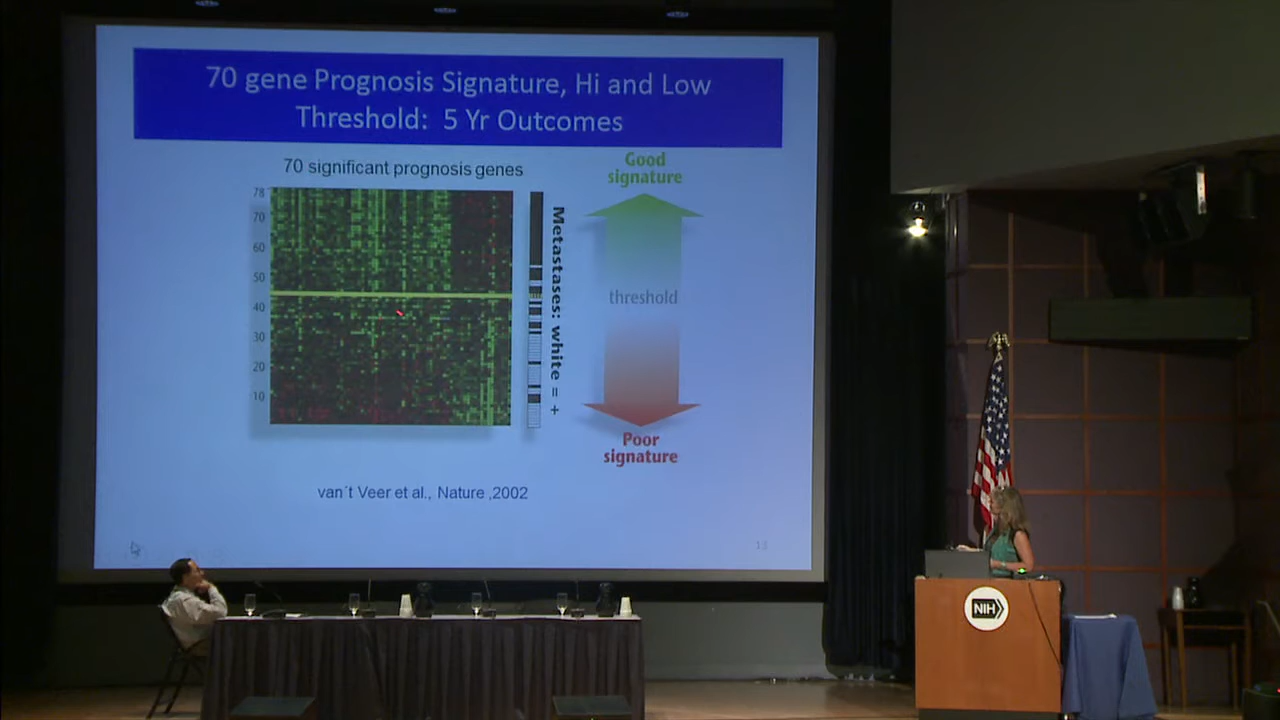 70 gene Prognosis Signature, Hi and Low
Threshold: 5 Yr Outcomes
70 significant prognosis genes
78
70
60
50
40
30
20
10
Metastases: white = +
Good
signature
threshold
Poor
signature
van´t Veer et al., Nature ,2002
13
NIH